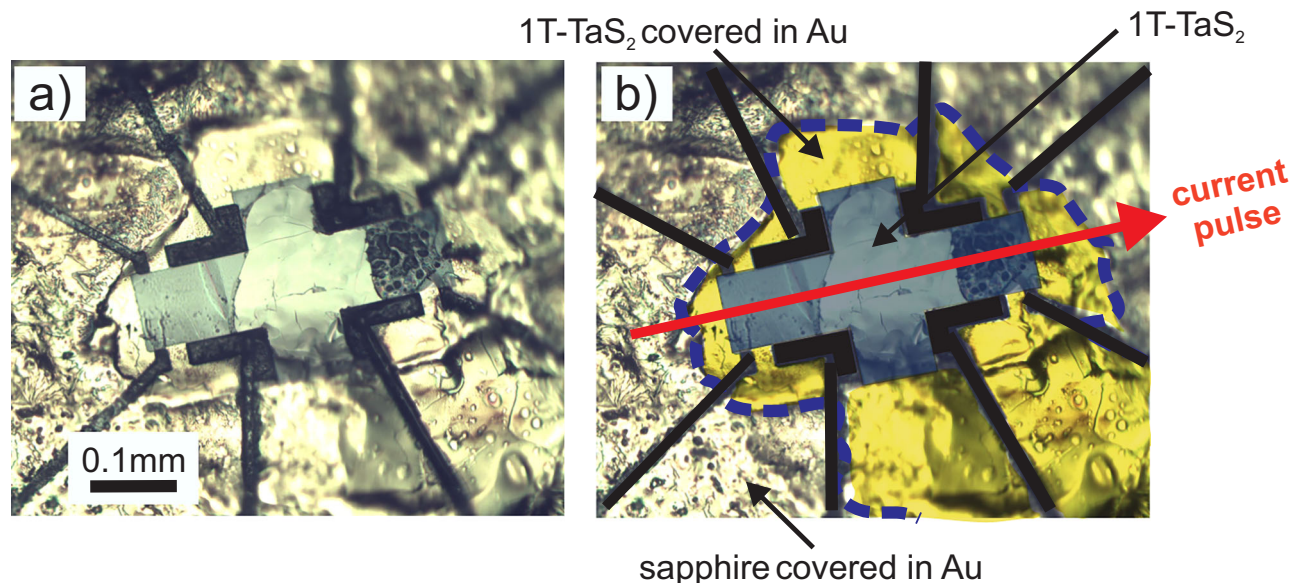 1T-TaS₂ covered in Au
1T-TaS₂
a)
b)
current
pulse
0.1mm
sapphire covered in Au